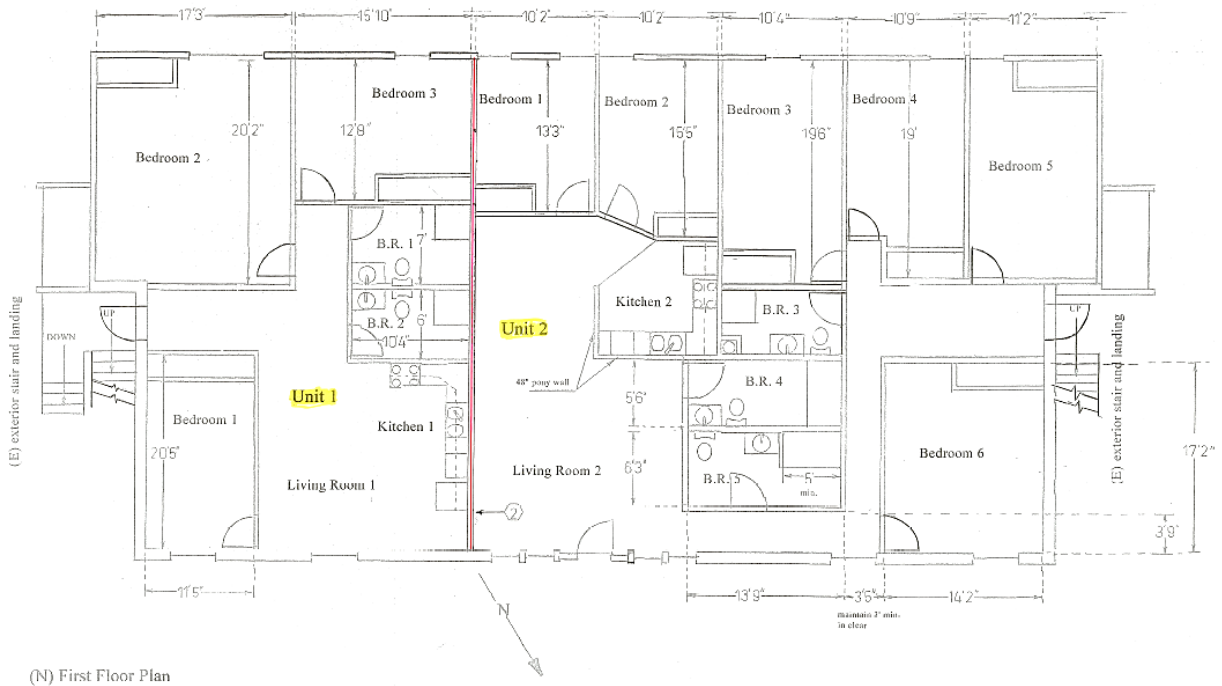 17'3"
15'10"
10'2"
10'2"
10'4"
10'9"
11'2"
Bedroom 3
Bedroom 1
Bedroom 2
Bedroom 3
Bedroom 4
20'2"
12'8"
13'3"
15'5"
19'6"
19'
Bedroom 2
Bedroom 5
B.R. 1
7'
Kitchen 2
B.R. 3
B.R. 2
6'
10'4"
Unit 2
UP
DOWN
UP
(E) exterior stair and landing
(E) exterior stair and landing
48" pony wall
B.R. 4
5'6"
Unit 1
Bedroom 1
Kitchen 1
20'5"
Living Room 1
Living Room 2
6'3"
B.R. 5
5'
min.
Bedroom 6
17'2"
2
3'9"
11'5"
13'9"
3'5"
14'2"
maintain 3' min.
in clear
N
(N) First Floor Plan